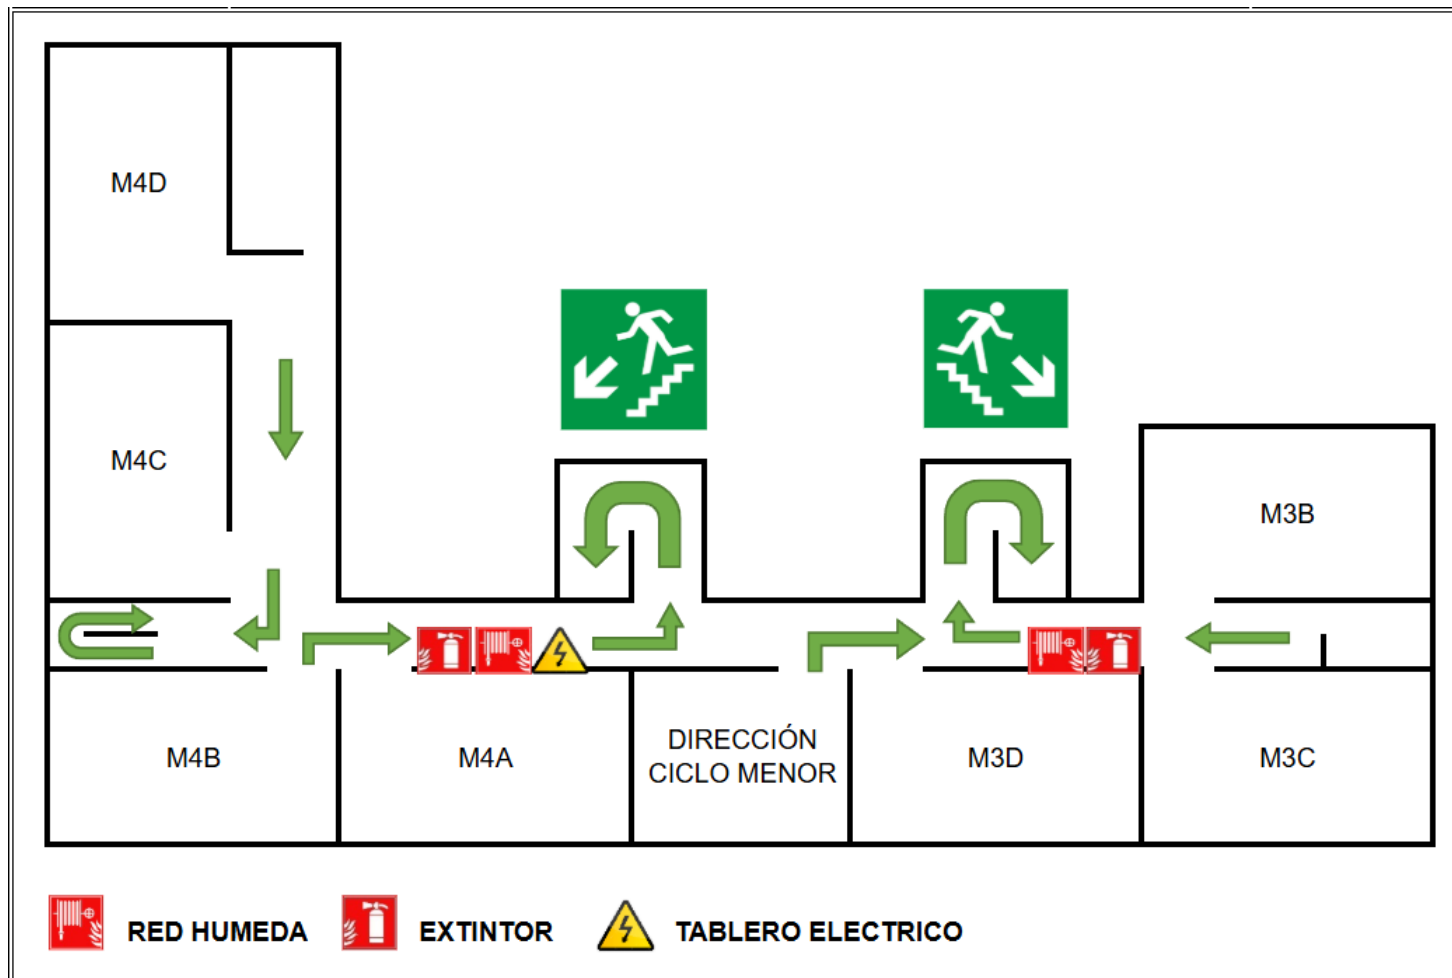 M4D
M4C
M3B
M4B
M4A
DIRECCIÓN
CICLO MENOR
M3D
M3C
RED HUMEDA
EXTINTOR
TABLERO ELECTRICO